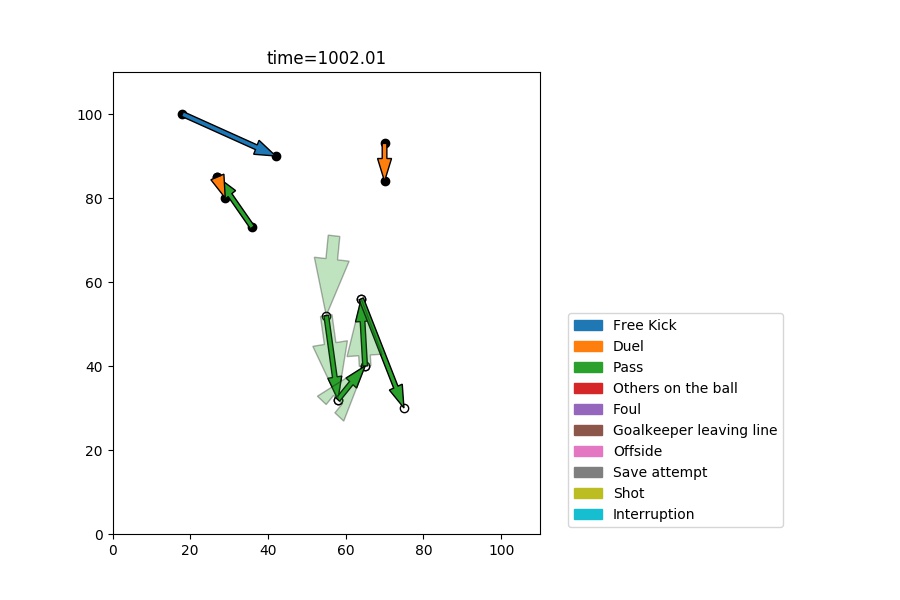 time=1002.01
100
80
60
40
20
0
0 20 40 60 80 100
Free Kick
Duel
Pass
Others on the ball
Foul
Goalkeeper leaving line
Offside
Save attempt
Shot
Interruption